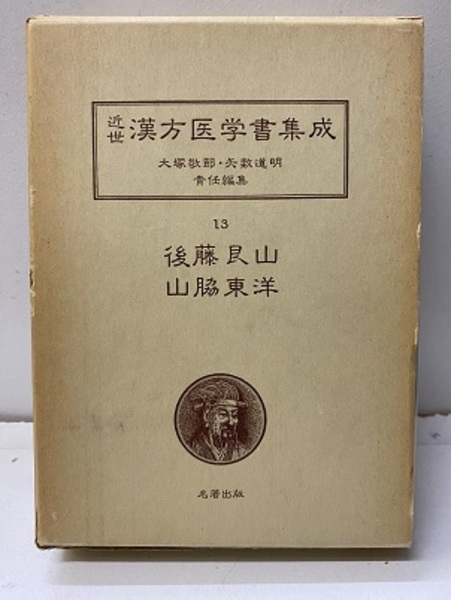 近世 漢方医学書集成
大塚敬節・矢数道明
責任編集
13
後藤艮山
山脇東洋
名著出版